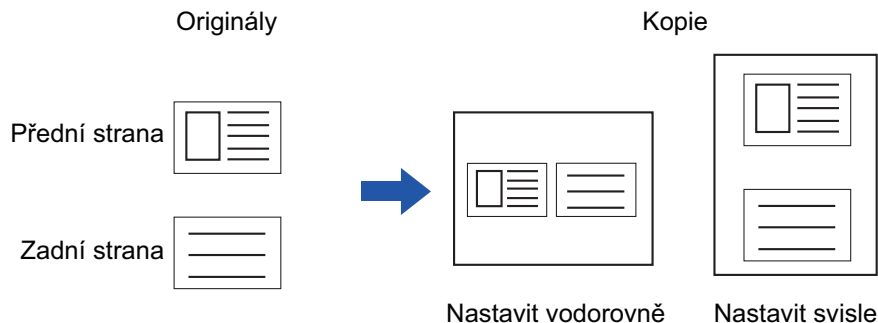 Originály
Kopie
Přední strana
Zadní strana
Nastavit vodorovně
Nastavit svisle